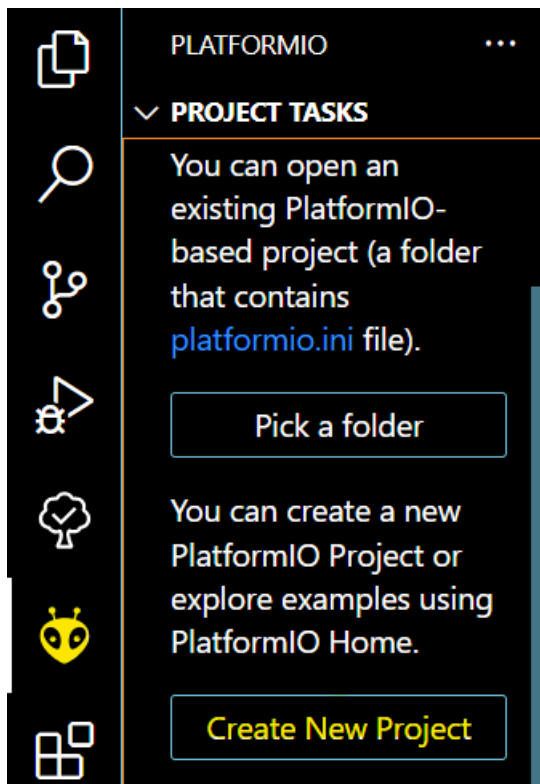 PLATFORMIO
PROJECT TASKS
You can open an
existing PlatformIO-
based project (a folder
that contains
platformio.ini file).
Pick a folder
You can create a new
PlatformIO Project or
explore examples using
PlatformIO Home.
Create New Project